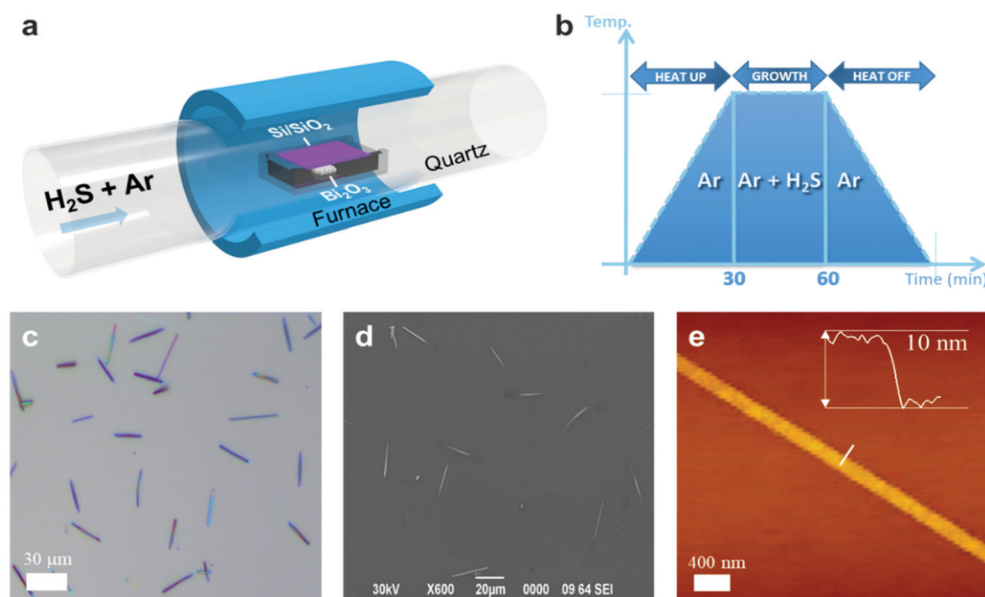 a
H₂S + Ar
Si/SiO₂
Bi₂O₃
Furnace
Quartz
b
Temp.
HEAT UP
GROWTH
HEAT OFF
Ar
Ar + H₂S
Ar
30
60
Time (min)
c
30 µm
d
30kV X600 20µm 0000 09 64 SEI
e
10 nm
400 nm